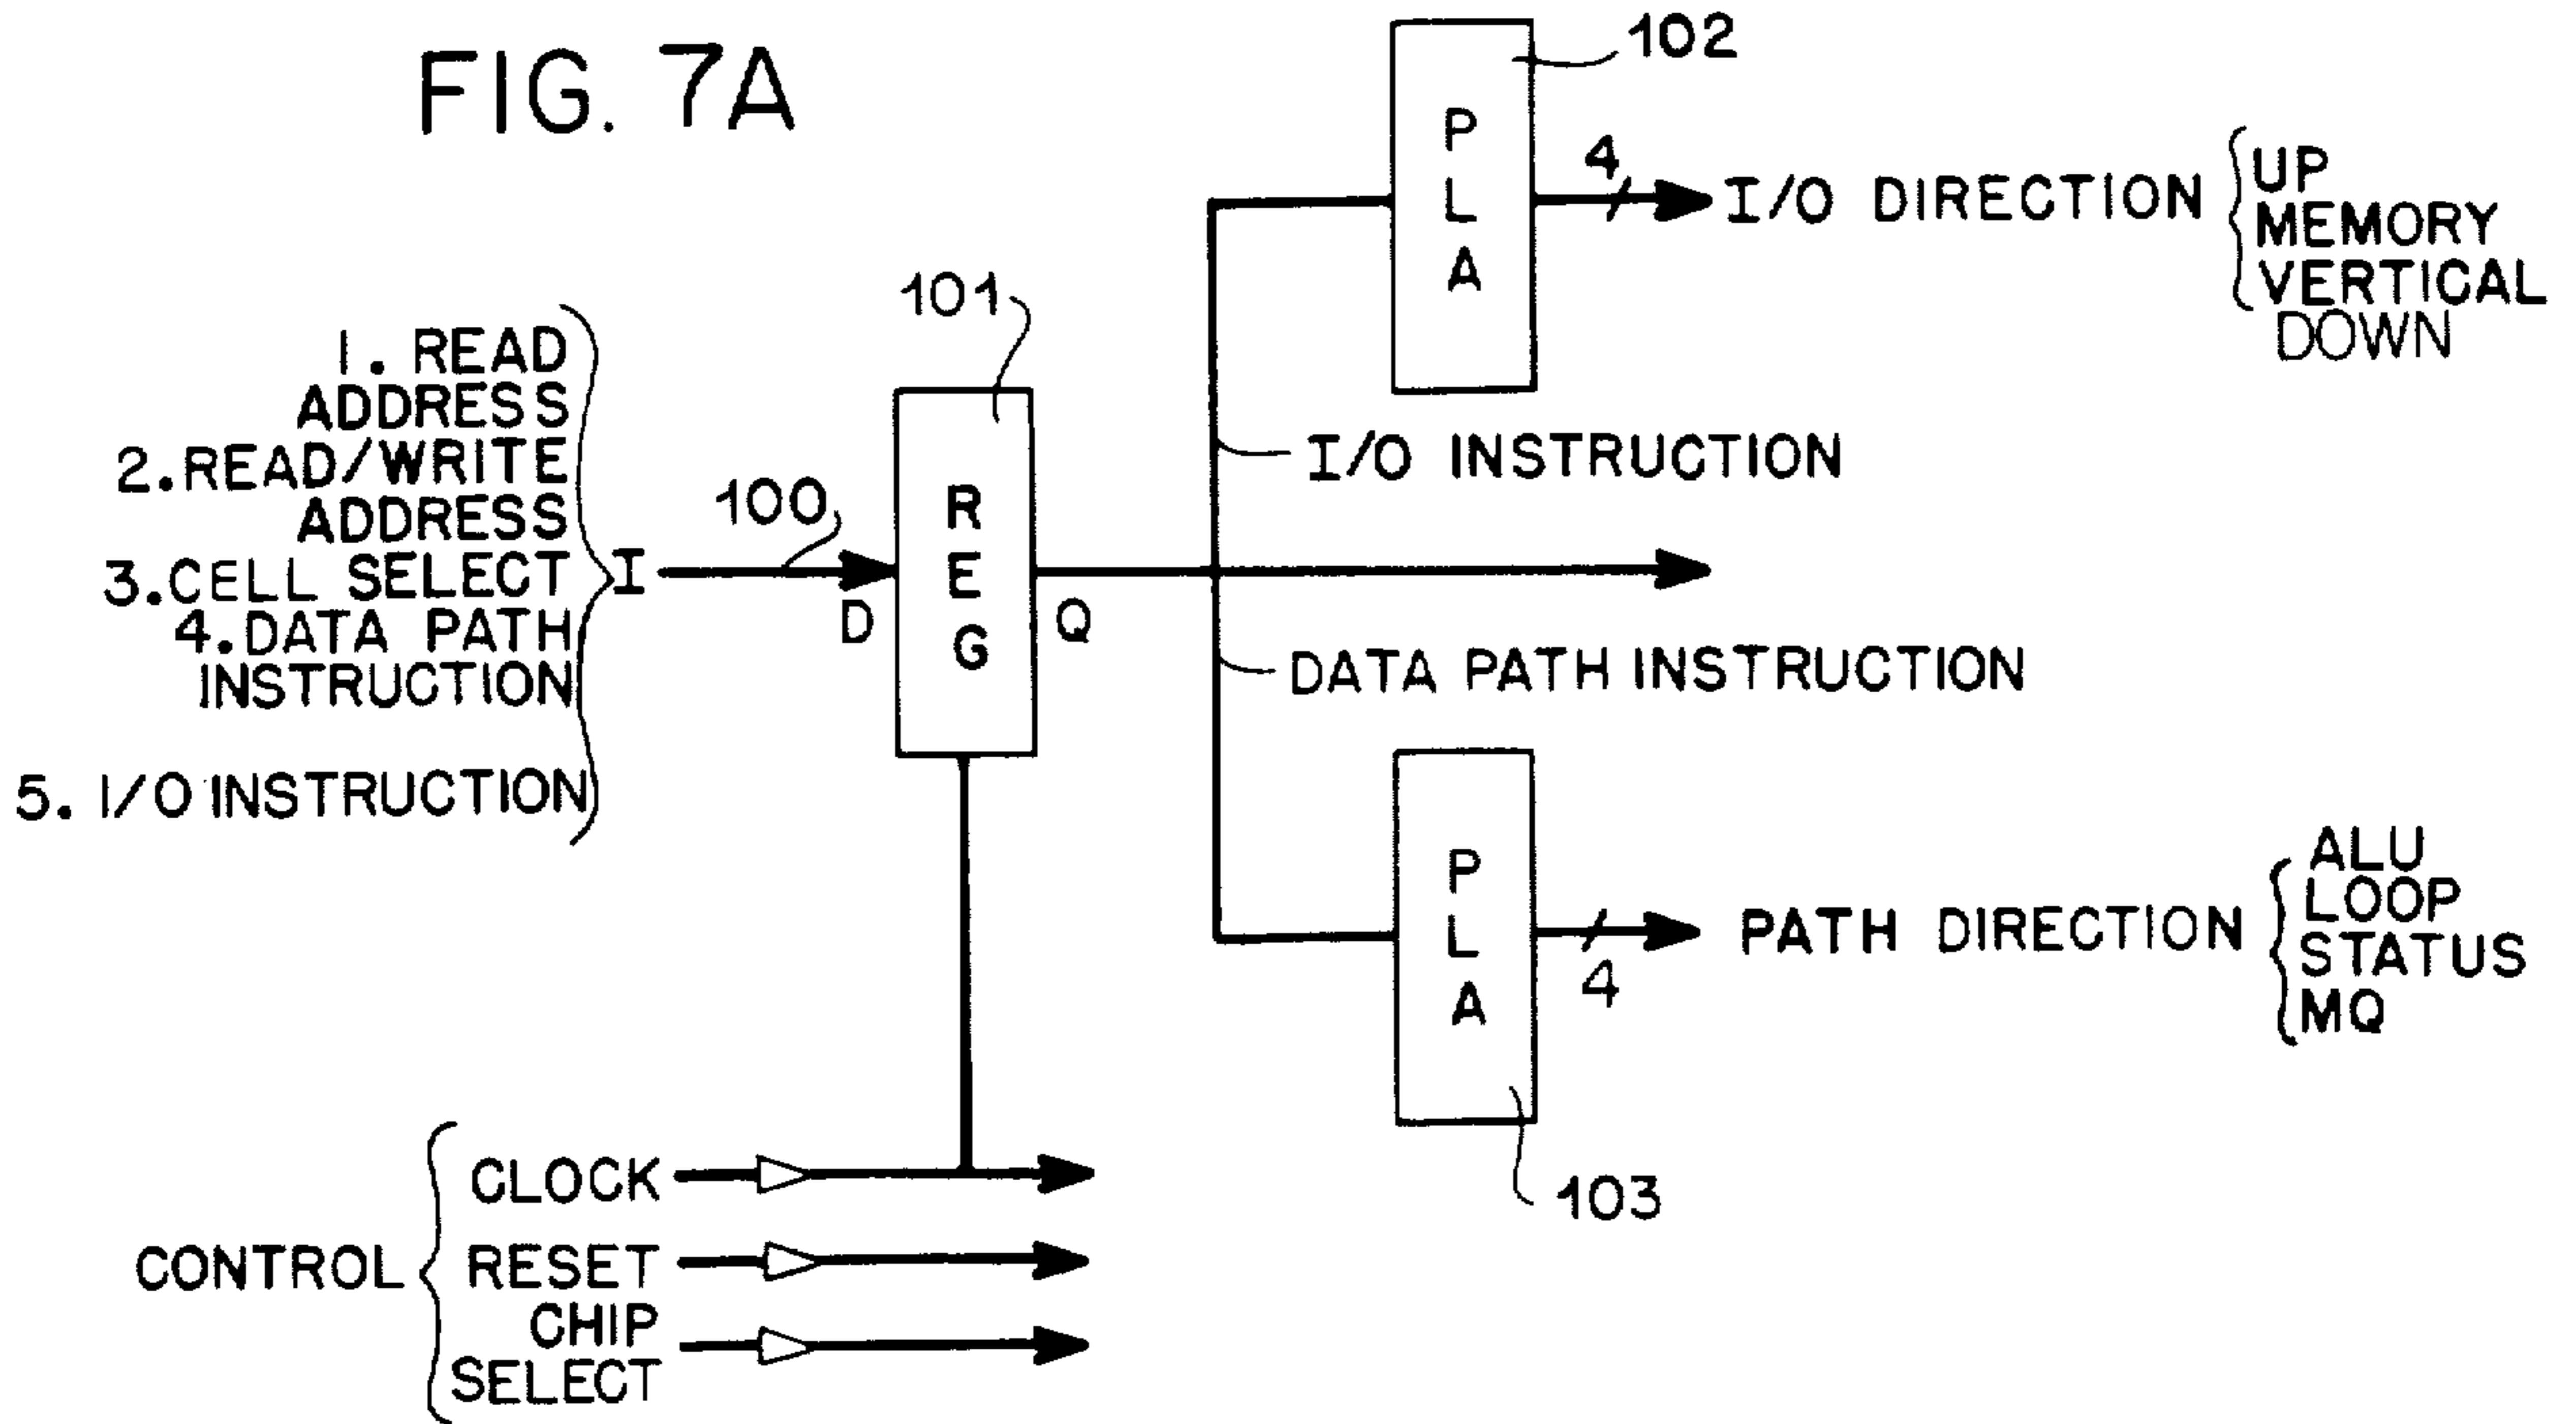 FIG. 7A
102
P
L
A
4
I/O DIRECTION
UP
MEMORY
VERTICAL
DOWN
101
1. READ
ADDRESS
2. READ/WRITE
ADDRESS
3. CELL SELECT
4. DATA PATH
INSTRUCTION
5. I/O INSTRUCTION
I
100
D
R
E
G
Q
I/O INSTRUCTION
DATA PATH INSTRUCTION
P
L
A
4
PATH DIRECTION
ALU
LOOP
STATUS
MQ
103
CONTROL
CLOCK
RESET
CHIP
SELECT